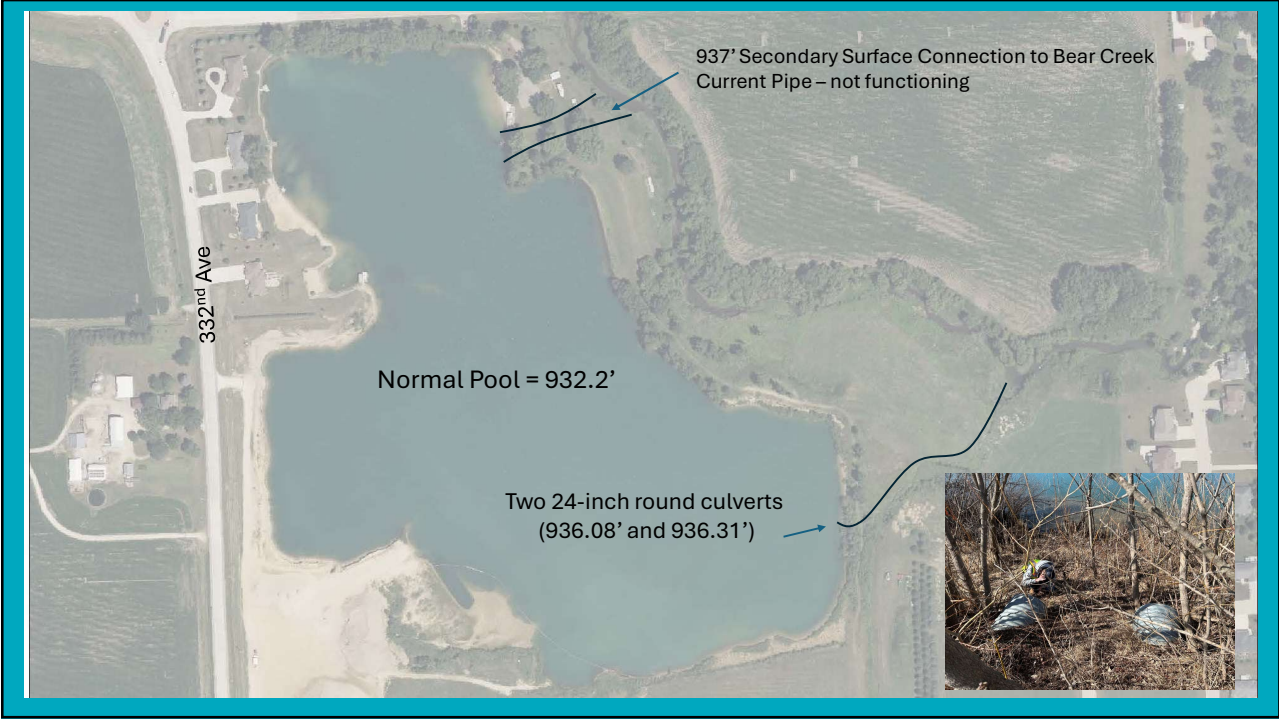 937’ Secondary Surface Connection to Bear Creek
Current Pipe – not functioning
332nd Ave
Normal Pool = 932.2’
Two 24-inch round culverts
(936.08’ and 936.31’)